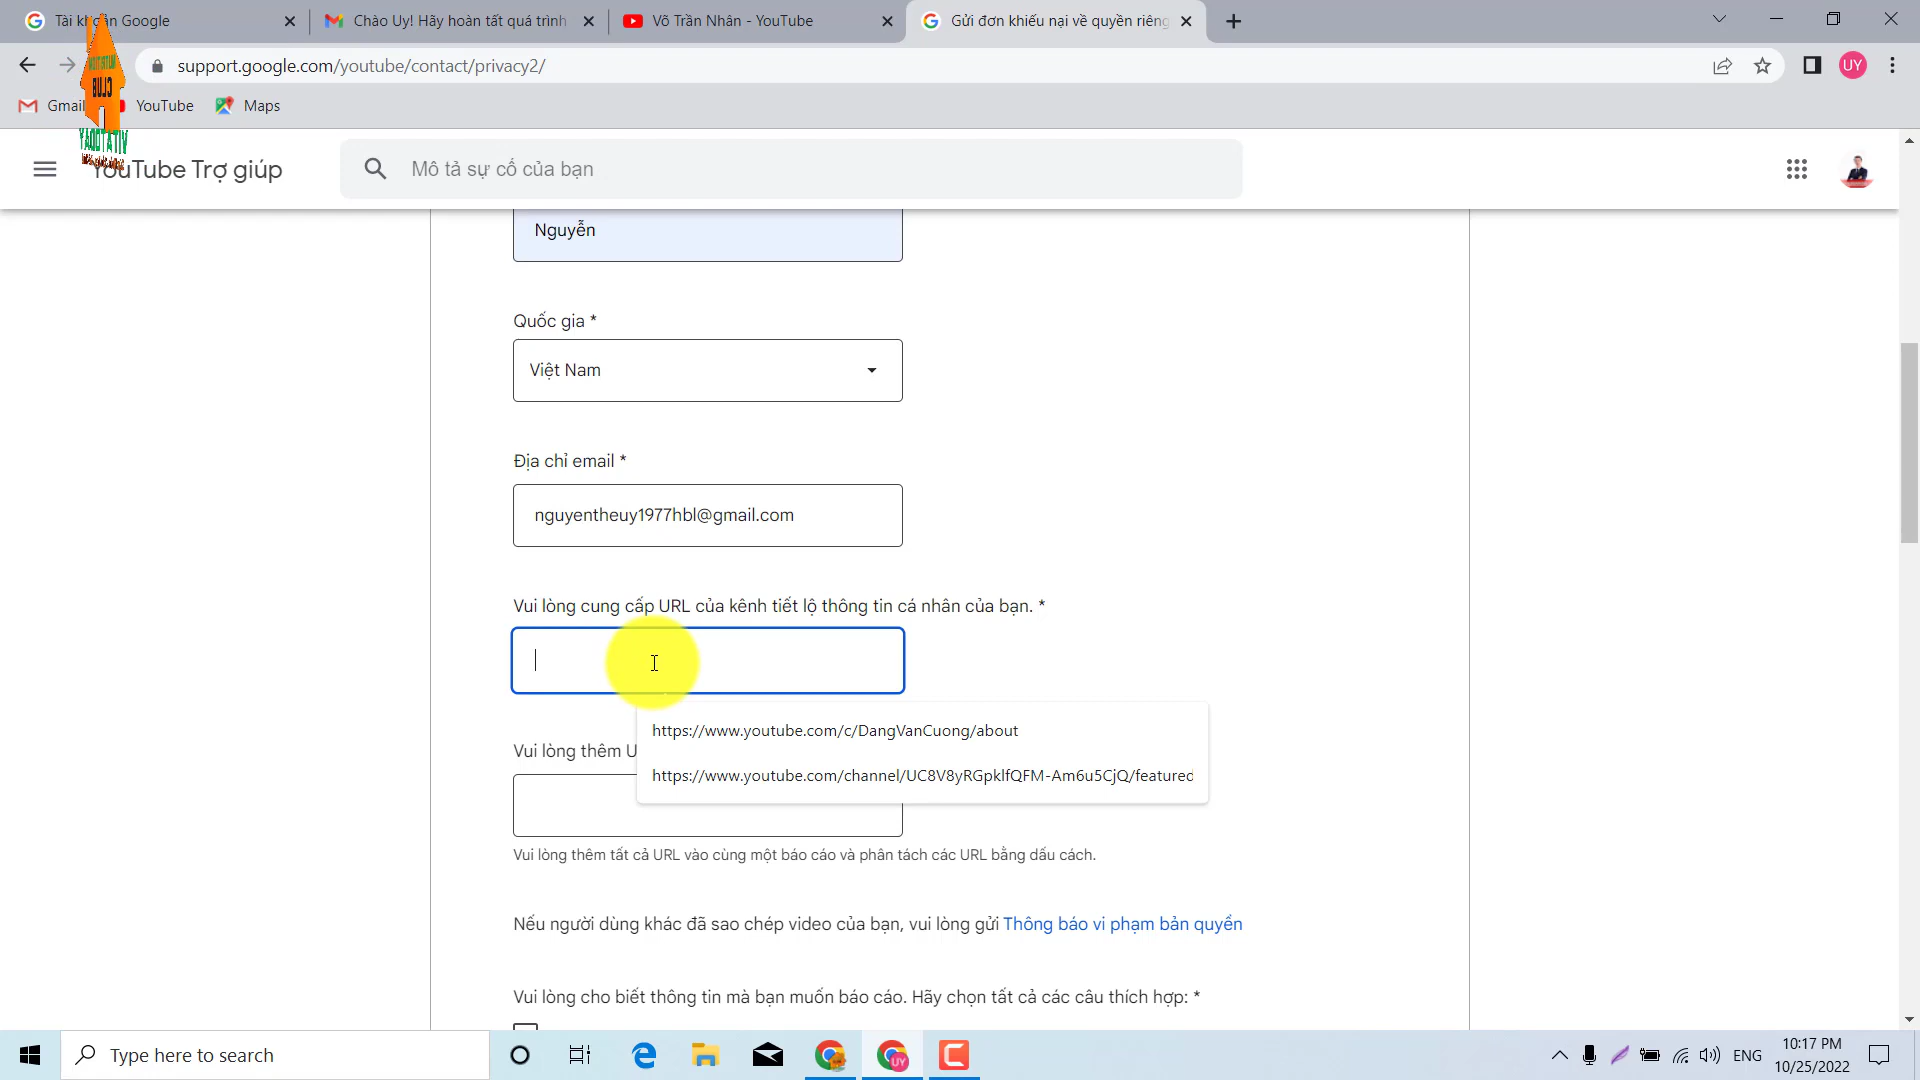 Tài khoản Google
Chào Uy! Hãy hoàn tất quá trình
Võ Trần Nhân - YouTube
Gửi đơn khiếu nại về quyền riêng
support.google.com/youtube/contact/privacy2/
UY
Gmail
YouTube
Maps
CLUB
YouTube Trợ giúp
Mô tả sự cố của bạn
Nguyễn
Quốc gia *
Việt Nam
Địa chỉ email *
nguyentheuy1977hbl@gmail.com
Vui lòng cung cấp URL của kênh tiết lộ thông tin cá nhân của bạn. *
https://www.youtube.com/c/DangVanCuong/about
Vui lòng thêm U
https://www.youtube.com/channel/UC8V8yRGpklfQFM-Am6u5CjQ/featured
Vui lòng thêm tất cả URL vào cùng một báo cáo và phân tách các URL bằng dấu cách.
Nếu người dùng khác đã sao chép video của bạn, vui lòng gửi Thông báo vi phạm bản quyền
Vui lòng cho biết thông tin mà bạn muốn báo cáo. Hãy chọn tất cả các câu thích hợp: *
Type here to search
UY
ENG
10:17 PM
10/25/2022